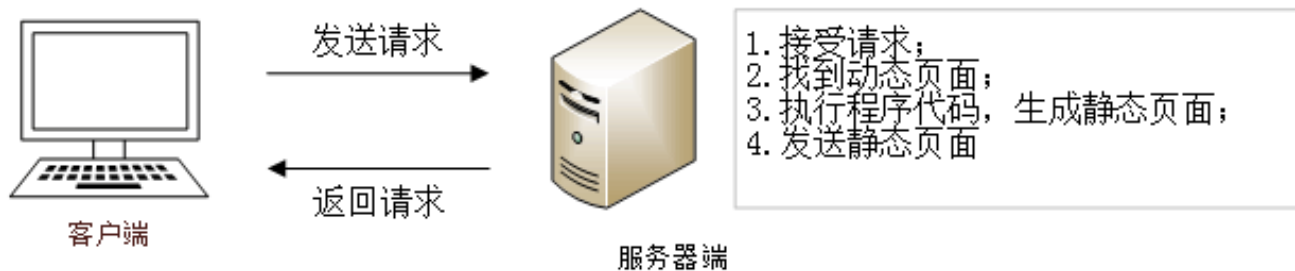 发送请求
返回请求
客户端
服务器端
1.接受请求；
2.找到动态页面；
3.执行程序代码，生成静态页面；
4.发送静态页面